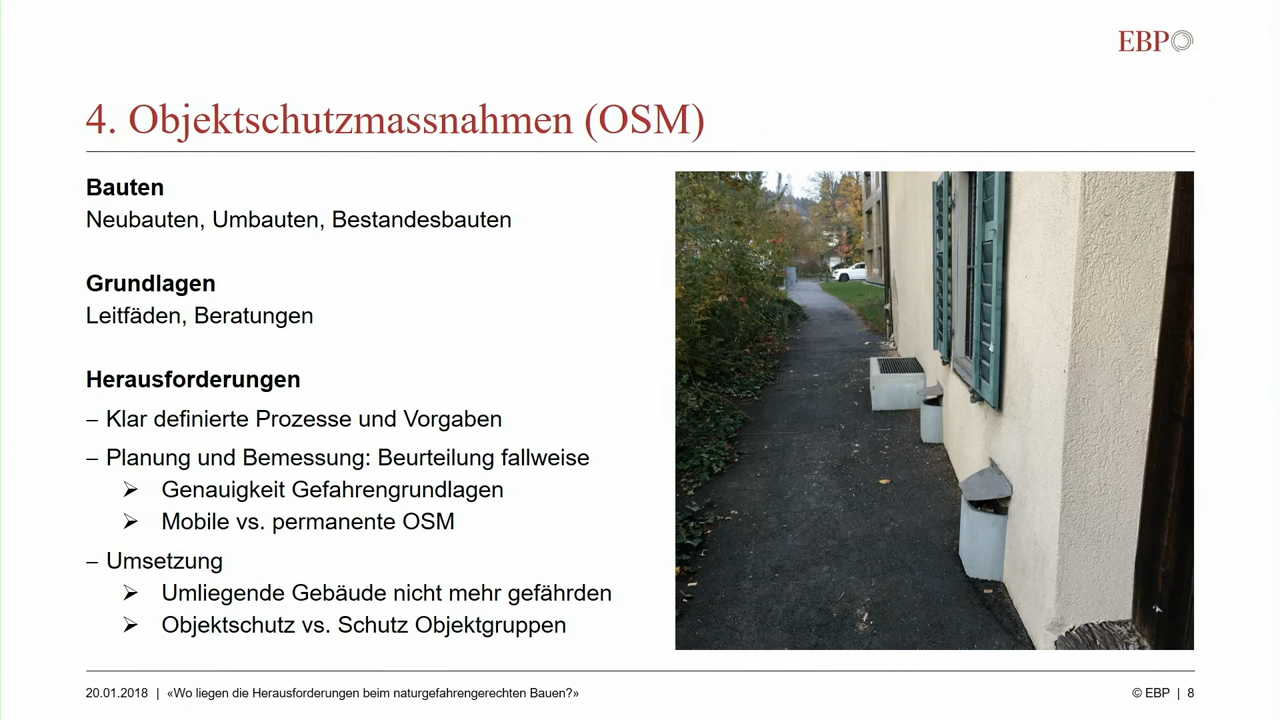 EBP
4. Objektschutzmassnahmen (OSM)
Bauten
Neubauten, Umbauten, Bestandesbauten
Grundlagen
Leitfäden, Beratungen
Herausforderungen
– Klar definierte Prozesse und Vorgaben
– Planung und Bemessung: Beurteilung fallweise
➢ Genauigkeit Gefahrengrundlagen
➢ Mobile vs. permanente OSM
– Umsetzung
➢ Umliegende Gebäude nicht mehr gefährden
➢ Objektschutz vs. Schutz Objektgruppen
20.01.2018 | «Wo liegen die Herausforderungen beim naturgefahrengerechten Bauen?»
© EBP | 8